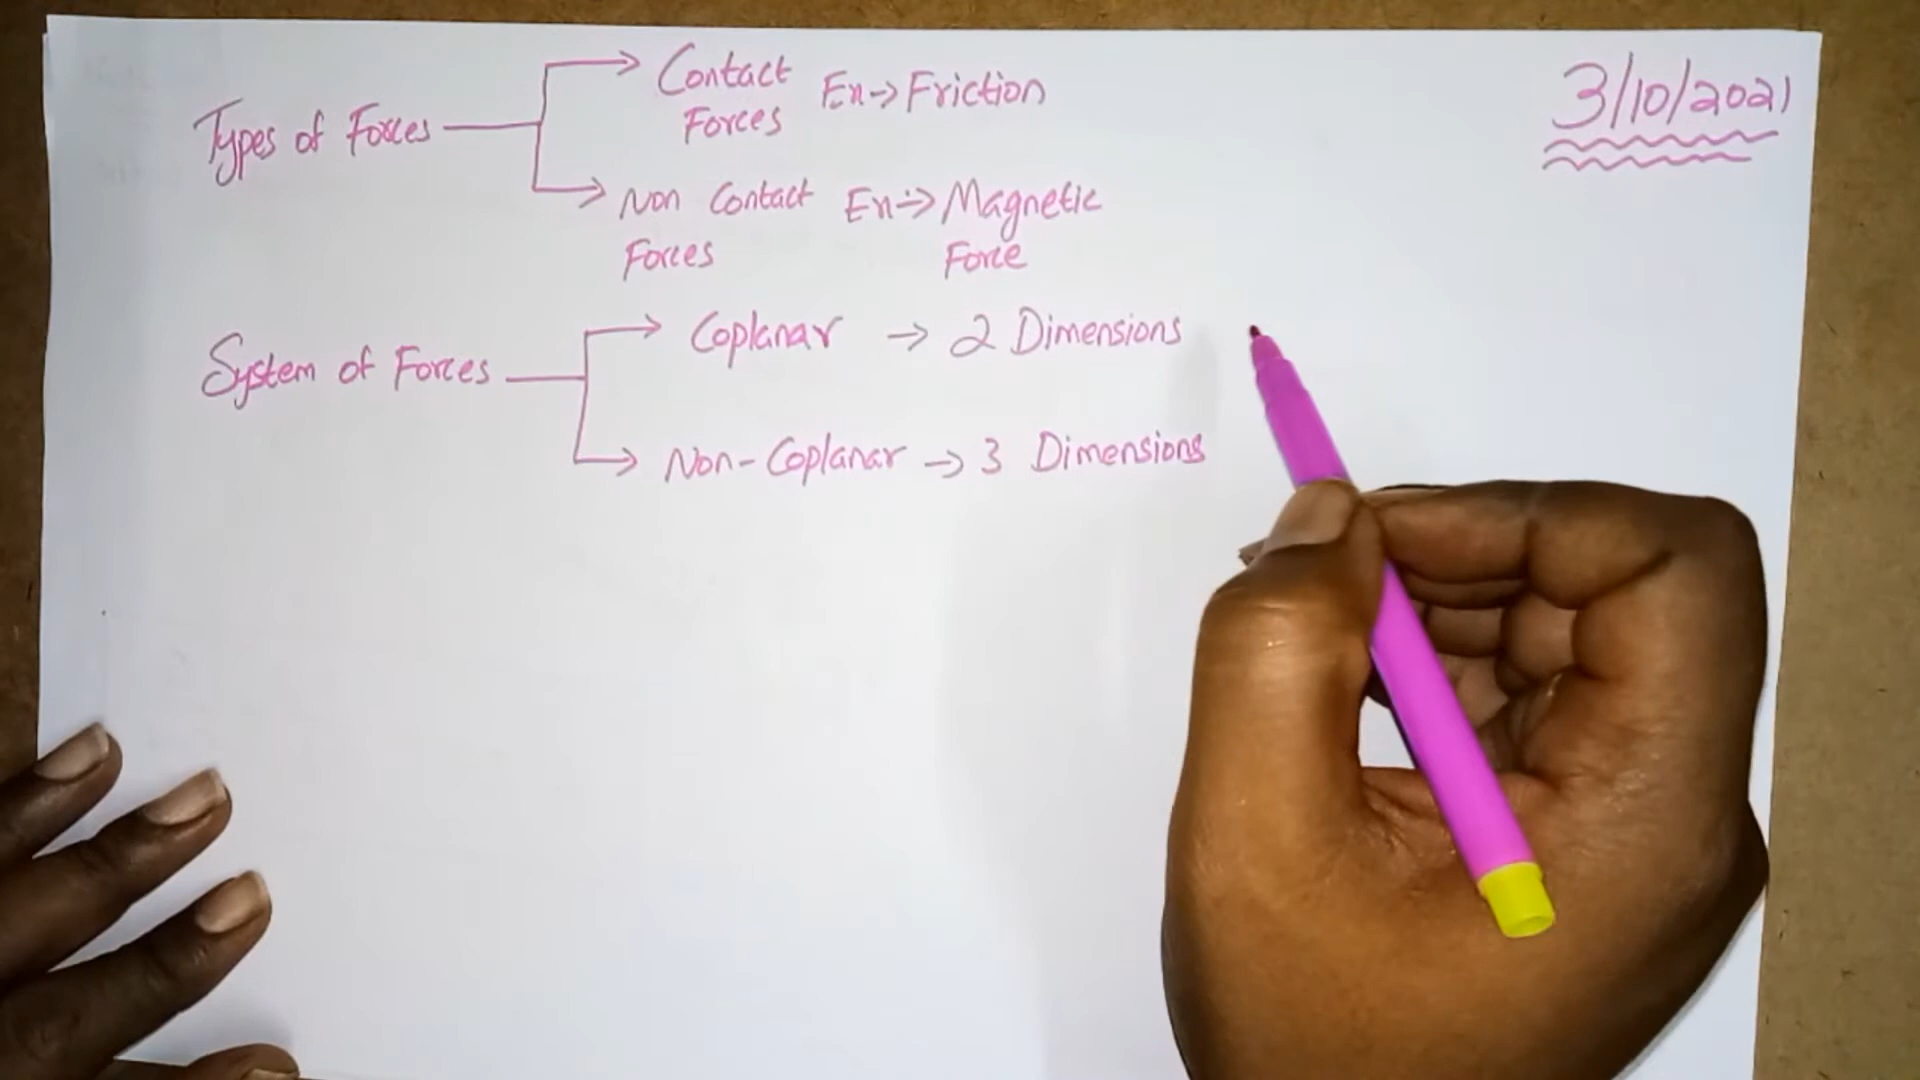 Types of Forces
Contact
Forces
Ex→ Friction
Non Contact
Forces
Ex:→ Magnetic
Force
System of Forces
Coplanar → 2 Dimensions
Non-Coplanar → 3 Dimensions
3/10/2021